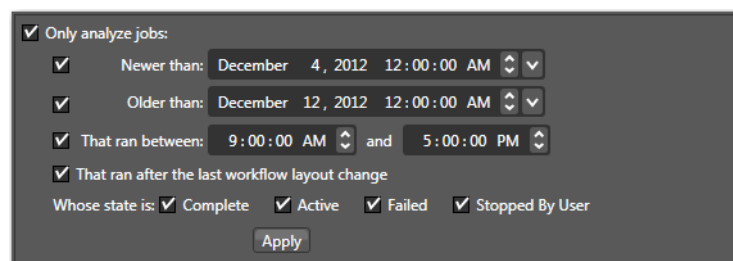 Only analyze jobs:
Newer than: December 4, 2012 12:00:00 AM
Older than: December 12, 2012 12:00:00 AM
That ran between: 9:00:00 AM and 5:00:00 PM
That ran after the last workflow layout change
Whose state is: Complete Active Failed Stopped By User
Apply